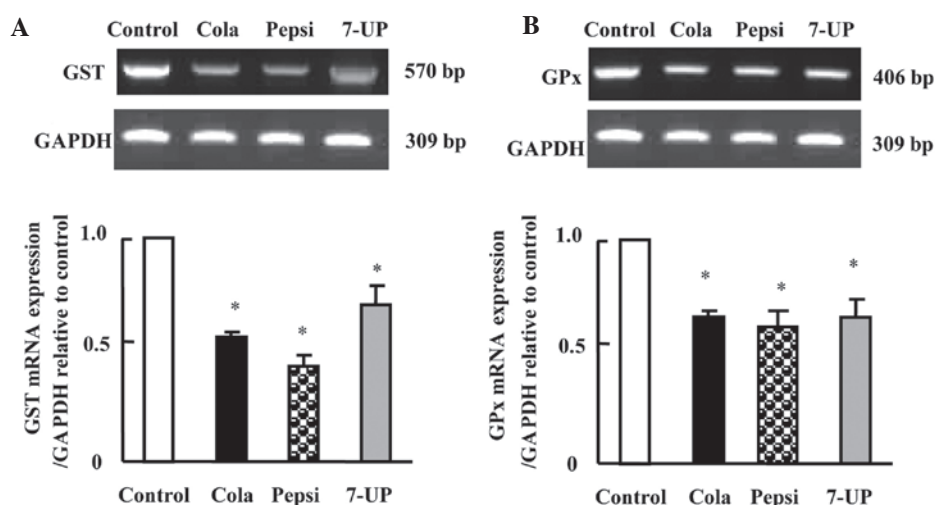 A
Control Cola Pepsi 7-UP
GST 570 bp
GAPDH 309 bp
GST mRNA expression
/GAPDH relative to control
1.0
0.5
0
* * *
Control Cola Pepsi 7-UP
B
Control Cola Pepsi 7-UP
GPx 406 bp
GAPDH 309 bp
GPx mRNA expression
/GAPDH relative to control
1.0
0.5
0
* * *
Control Cola Pepsi 7-UP